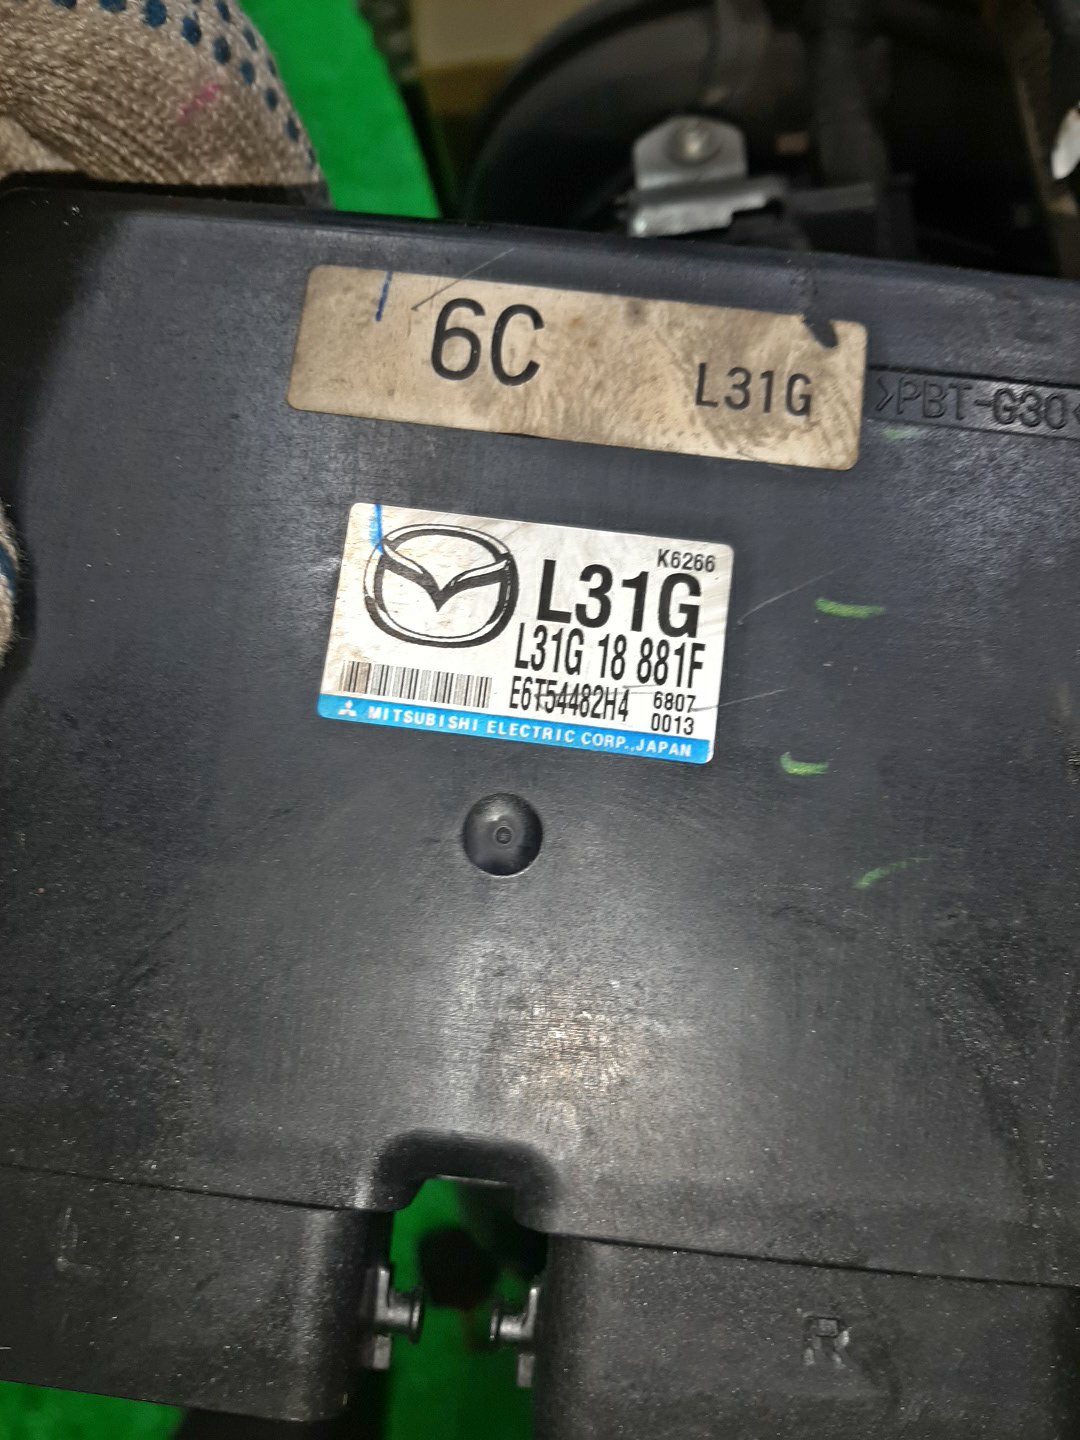 6C
L31G
>PBT-G30<
K6266
L31G
L31G 18 881F
E6T54482H4 6807
0013
MITSUBISHI ELECTRIC CORP.,JAPAN
R